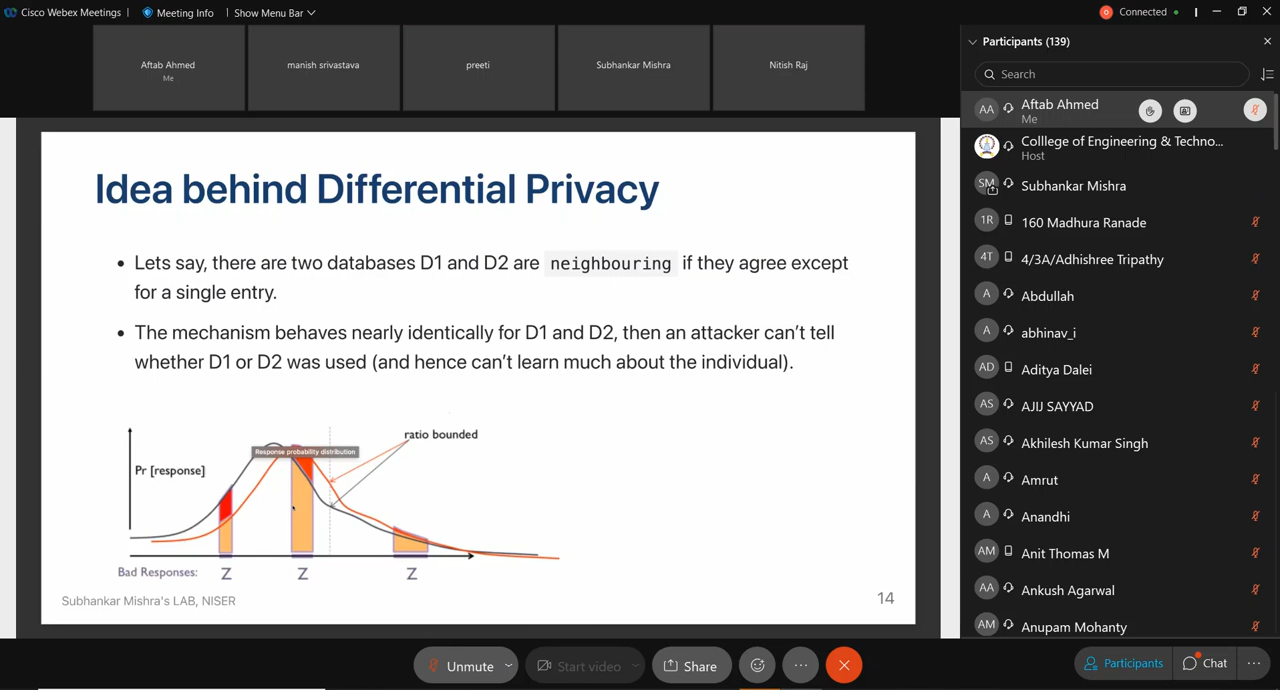 Cisco Webex Meetings | Meeting Info | Show Menu Bar
Connected
Aftab Ahmed
Me
manish srivastava
preeti
Subhankar Mishra
Nitish Raj
Idea behind Differential Privacy
• Lets say, there are two databases D1 and D2 are neighbouring if they agree except
for a single entry.
• The mechanism behaves nearly identically for D1 and D2, then an attacker can't tell
whether D1 or D2 was used (and hence can't learn much about the individual).
ratio bounded
Response probability distribution
Pr [response]
Bad Responses: Z Z Z
Subhankar Mishra's LAB, NISER
14
Participants (139)
Search
AA Aftab Ahmed
Me
Colllege of Engineering & Techno...
Host
SM Subhankar Mishra
1R 160 Madhura Ranade
4T 4/3A/Adhishree Tripathy
A Abdullah
A abhinav_i
AD Aditya Dalei
AS AJIJ SAYYAD
AS Akhilesh Kumar Singh
A Amrut
A Anandhi
AM Anit Thomas M
AA Ankush Agarwal
AM Anupam Mohanty
Unmute
Start video
Share
Participants
Chat